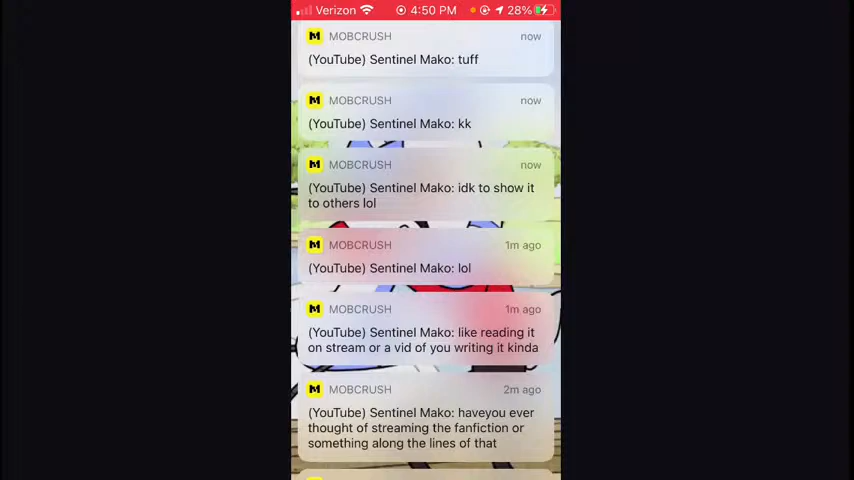 Verizon 4:50 PM 28%
MOBCRUSH now
(YouTube) Sentinel Mako: tuff
MOBCRUSH now
(YouTube) Sentinel Mako: kk
MOBCRUSH now
(YouTube) Sentinel Mako: idk to show it
to others lol
MOBCRUSH 1m ago
(YouTube) Sentinel Mako: lol
MOBCRUSH 1m ago
(YouTube) Sentinel Mako: like reading it
on stream or a vid of you writing it kinda
MOBCRUSH 2m ago
(YouTube) Sentinel Mako: haveyou ever
thought of streaming the fanfiction or
something along the lines of that